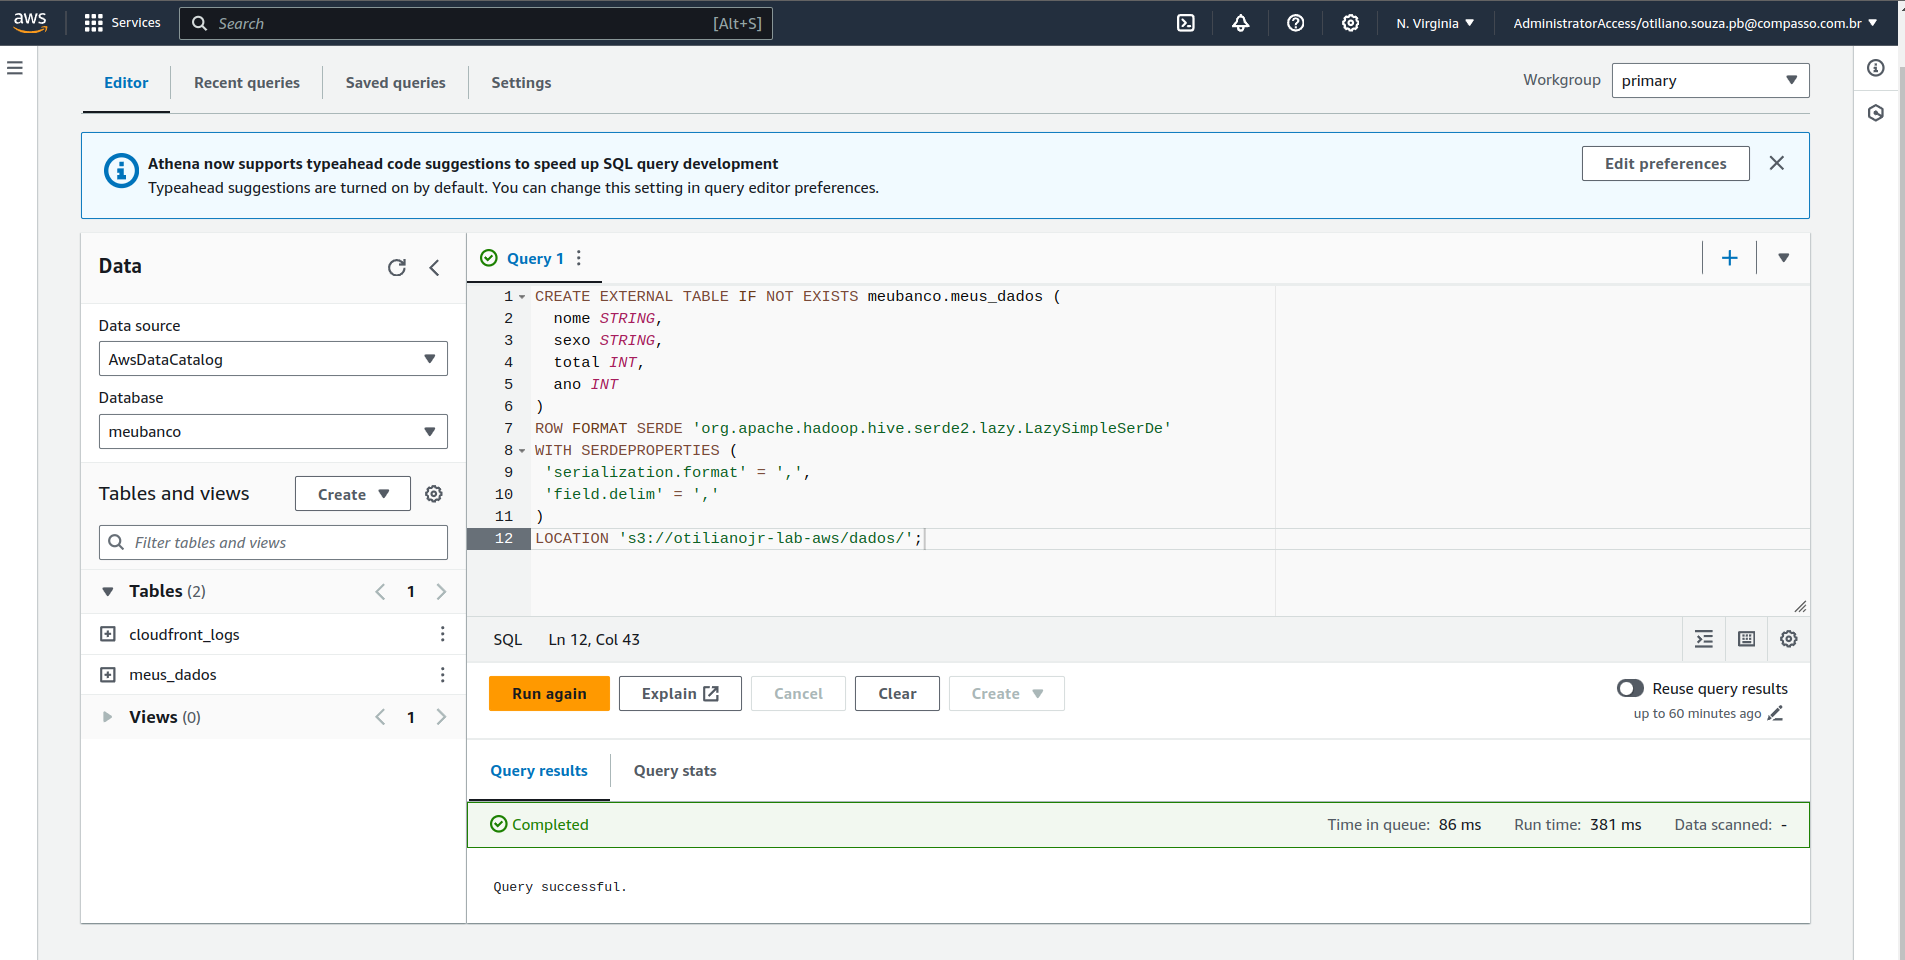 aws
Services
Search [Alt+S]
N. Virginia
AdministratorAccess/otiliano.souza.pb@compasso.com.br
Editor
Recent queries
Saved queries
Settings
Workgroup
primary
Athena now supports typeahead code suggestions to speed up SQL query development
Typeahead suggestions are turned on by default. You can change this setting in query editor preferences.
Edit preferences
Data
Data source
AwsDataCatalog
Database
meubanco
Tables and views
Create
Filter tables and views
Tables (2)
1
cloudfront_logs
meus_dados
Views (0)
1
Query 1
1 CREATE EXTERNAL TABLE IF NOT EXISTS meubanco.meus_dados (
2 nome STRING,
3 sexo STRING,
4 total INT,
5 ano INT
6 )
7 ROW FORMAT SERDE 'org.apache.hadoop.hive.serde2.lazy.LazySimpleSerDe'
8 WITH SERDEPROPERTIES (
9 'serialization.format' = ',',
10 'field.delim' = ','
11 )
12 LOCATION 's3://otilianojr-lab-aws/dados/';
SQL Ln 12, Col 43
Run again
Explain
Cancel
Clear
Create
Reuse query results
up to 60 minutes ago
Query results
Query stats
Completed
Time in queue: 86 ms
Run time: 381 ms
Data scanned: -
Query successful.